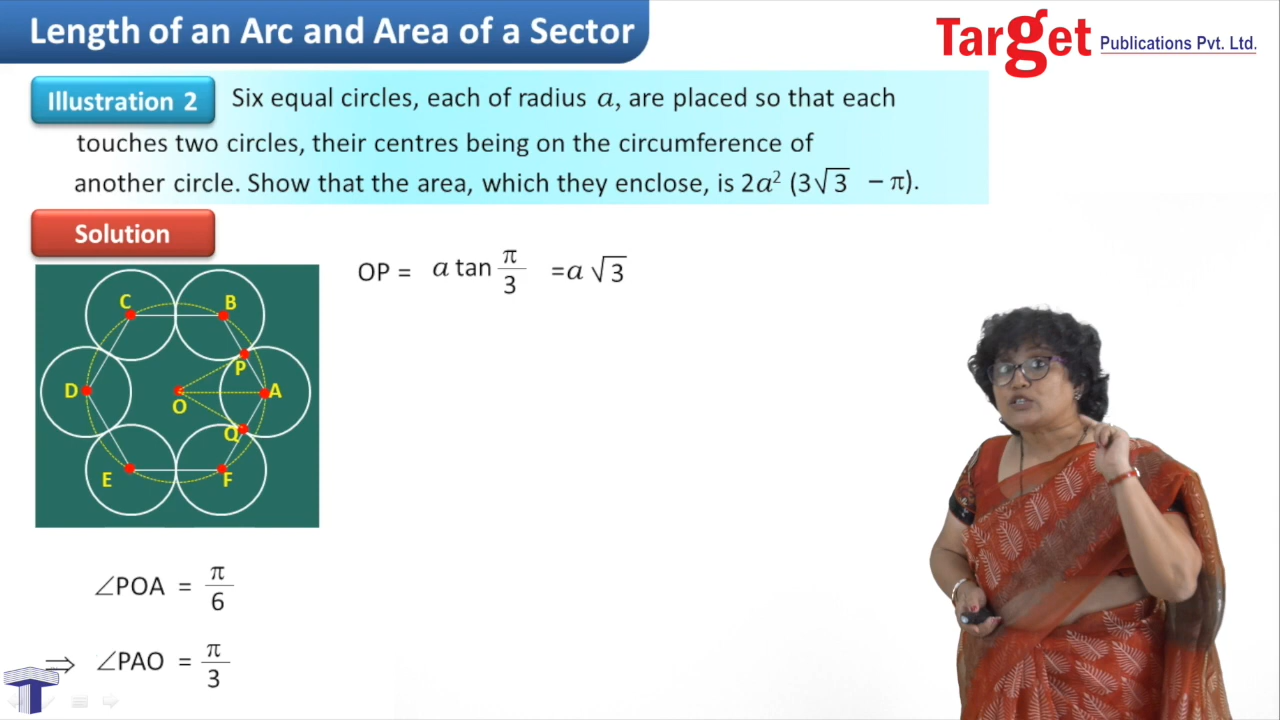 Length of an Arc and Area of a Sector
Target Publications Pvt. Ltd.
Illustration 2 Six equal circles, each of radius a, are placed so that each
touches two circles, their centres being on the circumference of
another circle. Show that the area, which they enclose, is 2a² (3√3 − π).
Solution
OP = a tan π/3 = a √3
C B
P
D O A
Q
E F
∠POA = π/6
⇒ ∠PAO = π/3
T